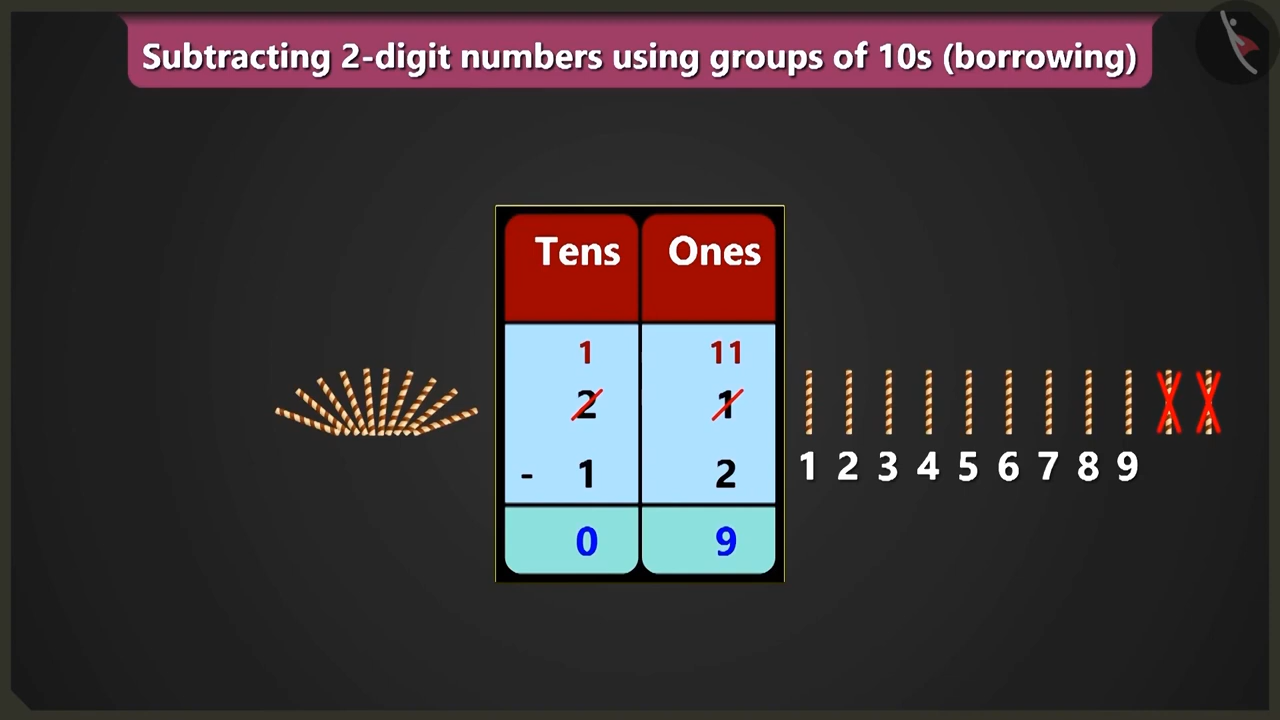 Subtracting 2-digit numbers using groups of 10s (borrowing)
Tens Ones
1 11
2 1
- 1 2
0 9
1 2 3 4 5 6 7 8 9